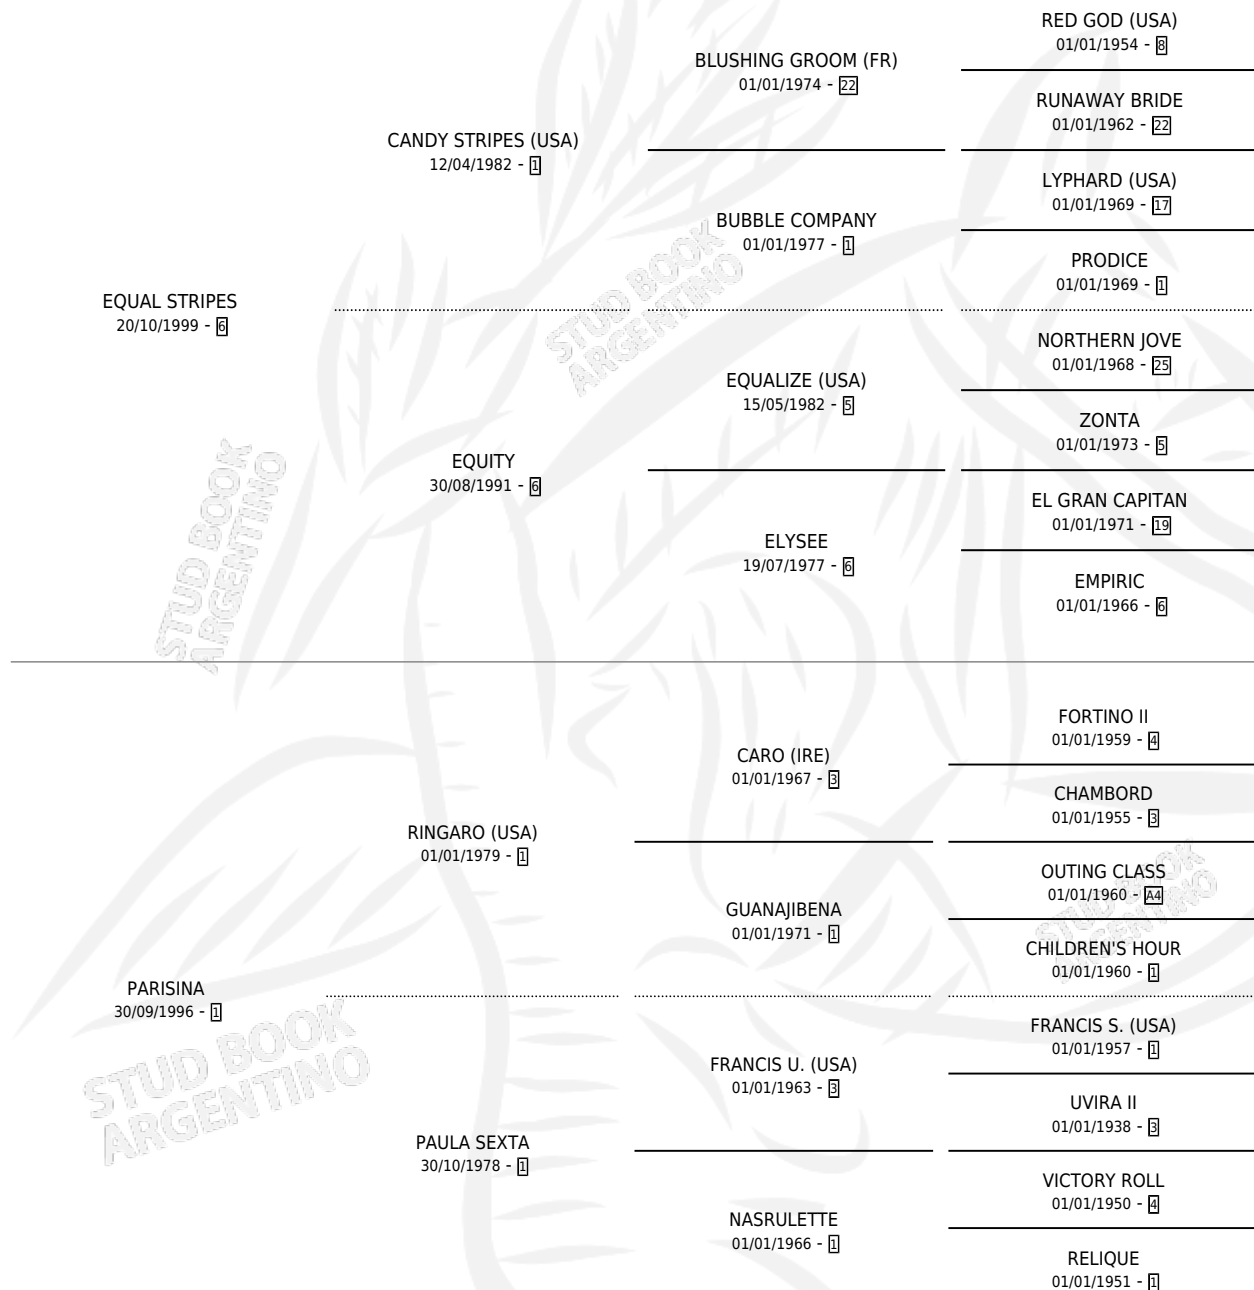 RED GOD (USA)
01/01/1954 - 8
BLUSHING GROOM (FR)
01/01/1974 - 22
RUNAWAY BRIDE
01/01/1962 - 22
CANDY STRIPES (USA)
12/04/1982 - 1
LYPHARD (USA)
01/01/1969 - 17
BUBBLE COMPANY
01/01/1977 - 1
PRODICE
01/01/1969 - 1
EQUAL STRIPES
20/10/1999 - 6
NORTHERN JOVE
01/01/1968 - 25
EQUALIZE (USA)
15/05/1982 - 5
ZONTA
01/01/1973 - 5
EQUITY
30/08/1991 - 6
EL GRAN CAPITAN
01/01/1971 - 19
ELYSEE
19/07/1977 - 6
EMPIRIC
01/01/1966 - 6
FORTINO II
01/01/1959 - 4
CARO (IRE)
01/01/1967 - 3
CHAMBORD
01/01/1955 - 3
RINGARO (USA)
01/01/1979 - 1
OUTING CLASS
01/01/1960 - A4
GUANAJIBENA
01/01/1971 - 1
CHILDREN'S HOUR
01/01/1960 - 1
PARISINA
30/09/1996 - 1
FRANCIS S. (USA)
01/01/1957 - 1
FRANCIS U. (USA)
01/01/1963 - 3
UVIRA II
01/01/1938 - 3
PAULA SEXTA
30/10/1978 - 1
VICTORY ROLL
01/01/1950 - 4
NASRULETTE
01/01/1966 - 1
RELIQUE
01/01/1951 - 1
STUD BOOK
ARGENTINO
STUD BOOK
ARGENTINO
STUD BOOK
ARGENTINO
STUD BOOK
ARGENTINO